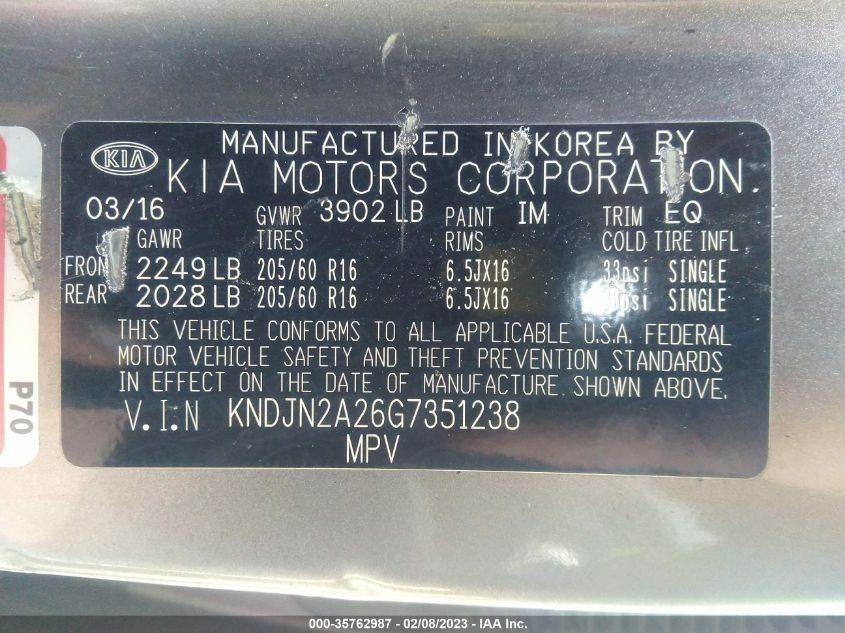 MANUFACTURED IN KOREA BY
KIA KIA MOTORS CORPORATION.
03/16 GVWR 3902 LB PAINT IM TRIM EQ
GAWR TIRES RIMS COLD TIRE INFL.
FRONT 2249 LB 205/60 R16 6.5JX16 33psi SINGLE
REAR 2028 LB 205/60 R16 6.5JX16 SINGLE
THIS VEHICLE CONFORMS TO ALL APPLICABLE U.S.A. FEDERAL
MOTOR VEHICLE SAFETY AND THEFT PREVENTION STANDARDS
IN EFFECT ON THE DATE OF MANUFACTURE SHOWN ABOVE.
V.I.N KNDJN2A26G7351238
MPV
P70
000-35762987 - 02/08/2023 - IAA Inc.